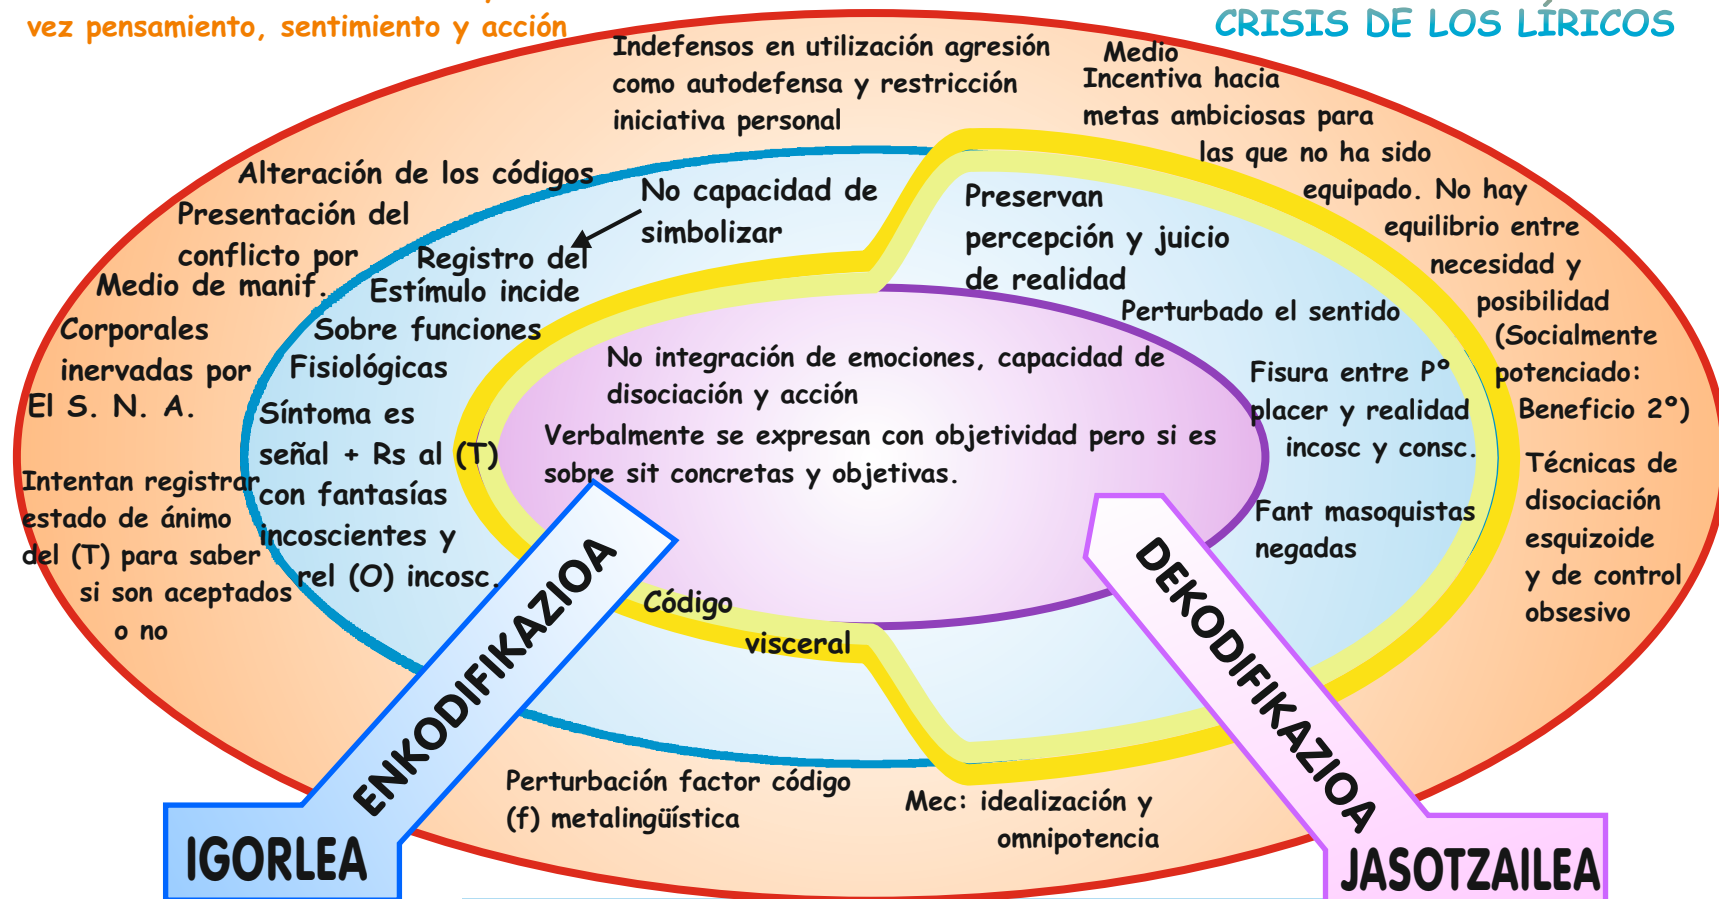 vez pensamiento, sentimiento y acción
CRISIS DE LOS LÍRICOS
Indefensos en utilización agresión
como autodefensa y restricción
iniciativa personal
Medio
Incentiva hacia
metas ambiciosas para
las que no ha sido
equipado. No hay
equilibrio entre
necesidad y
posibilidad
(Socialmente
potenciado:
Beneficio 2º)
Técnicas de
disociación
esquizoide
y de control
obsesivo
Alteración de los códigos
Presentación del
conflicto por
Medio de manif.
Corporales
inervadas por
El S. N. A.
Intentan registrar
estado de ánimo
del (T) para saber
si son aceptados
o no
No capacidad de
simbolizar
Registro del
Estímulo incide
Sobre funciones
Fisiológicas
Síntoma es
señal + Rs al (T)
con fantasías
incoscientes y
rel (O) incosc.
Preservan
percepción y juicio
de realidad
Perturbado el sentido
Fisura entre Pº
placer y realidad
incosc y consc.
Fant masoquistas
negadas
No integración de emociones, capacidad de
disociación y acción
Verbalmente se expresan con objetividad pero si es
sobre sit concretas y objetivas.
Código
visceral
ENKODIFIKAZIOA
DEKODIFIKAZIOA
Perturbación factor código
(f) metalingüística
Mec: idealización y
omnipotencia
IGORLEA
JASOTZAILEA